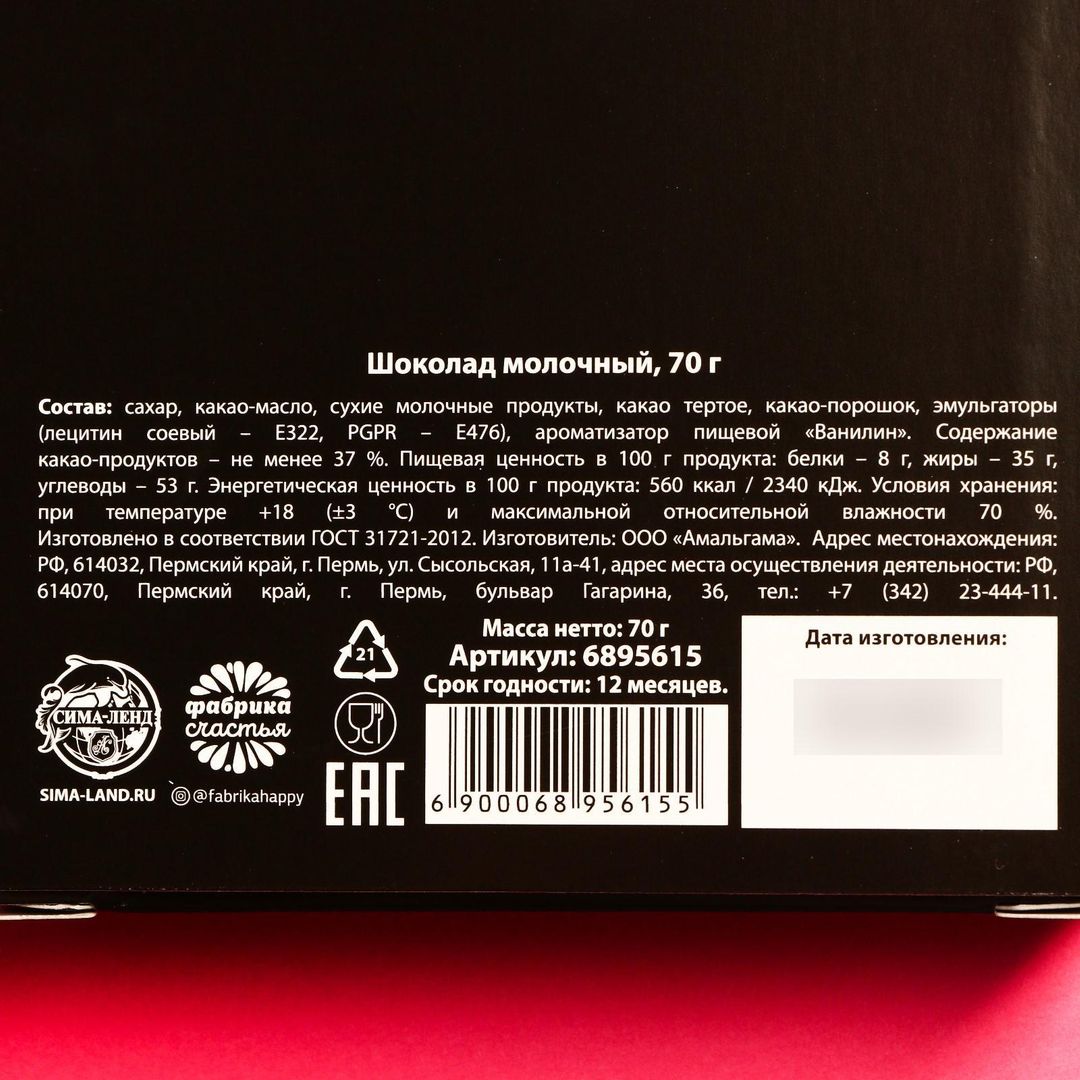 Шоколад молочный, 70 г
Состав: сахар, какао-масло, сухие молочные продукты, какао тертое, какао-порошок, эмульгаторы
(лецитин соевый – Е322, PGPR – Е476), ароматизатор пищевой «Ванилин». Содержание
какао-продуктов – не менее 37 %. Пищевая ценность в 100 г продукта: белки – 8 г, жиры – 35 г,
углеводы – 53 г. Энергетическая ценность в 100 г продукта: 560 ккал / 2340 кДж. Условия хранения:
при температуре +18 (±3 °С) и максимальной относительной влажности 70 %.
Изготовлено в соответствии ГОСТ 31721-2012. Изготовитель: ООО «Амальгама». Адрес местонахождения:
РФ, 614032, Пермский край, г. Пермь, ул. Сысольская, 11а-41, адрес места осуществления деятельности: РФ,
614070, Пермский край, г. Пермь, бульвар Гагарина, 36, тел.: +7 (342) 23-444-11.
Масса нетто: 70 г
Артикул: 6895615
Срок годности: 12 месяцев.
Дата изготовления:
21
СИМА-ЛЕНД
SIMA-LAND.RU
фабрика
счастья
@fabrikahappy
EAC
6 900068 956155